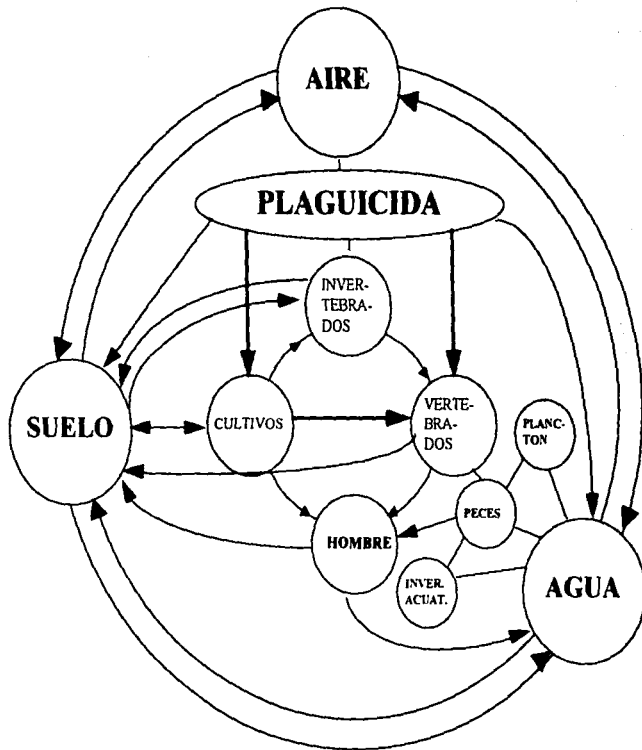 AIRE
PLAGUICIDA
INVER-
TEBRA-
DOS
SUELO
CULTIVOS
VERTE-
BRA-
DOS
PLANC-
TON
PECES
HOMBRE
INVER.
ACUAT.
AGUA